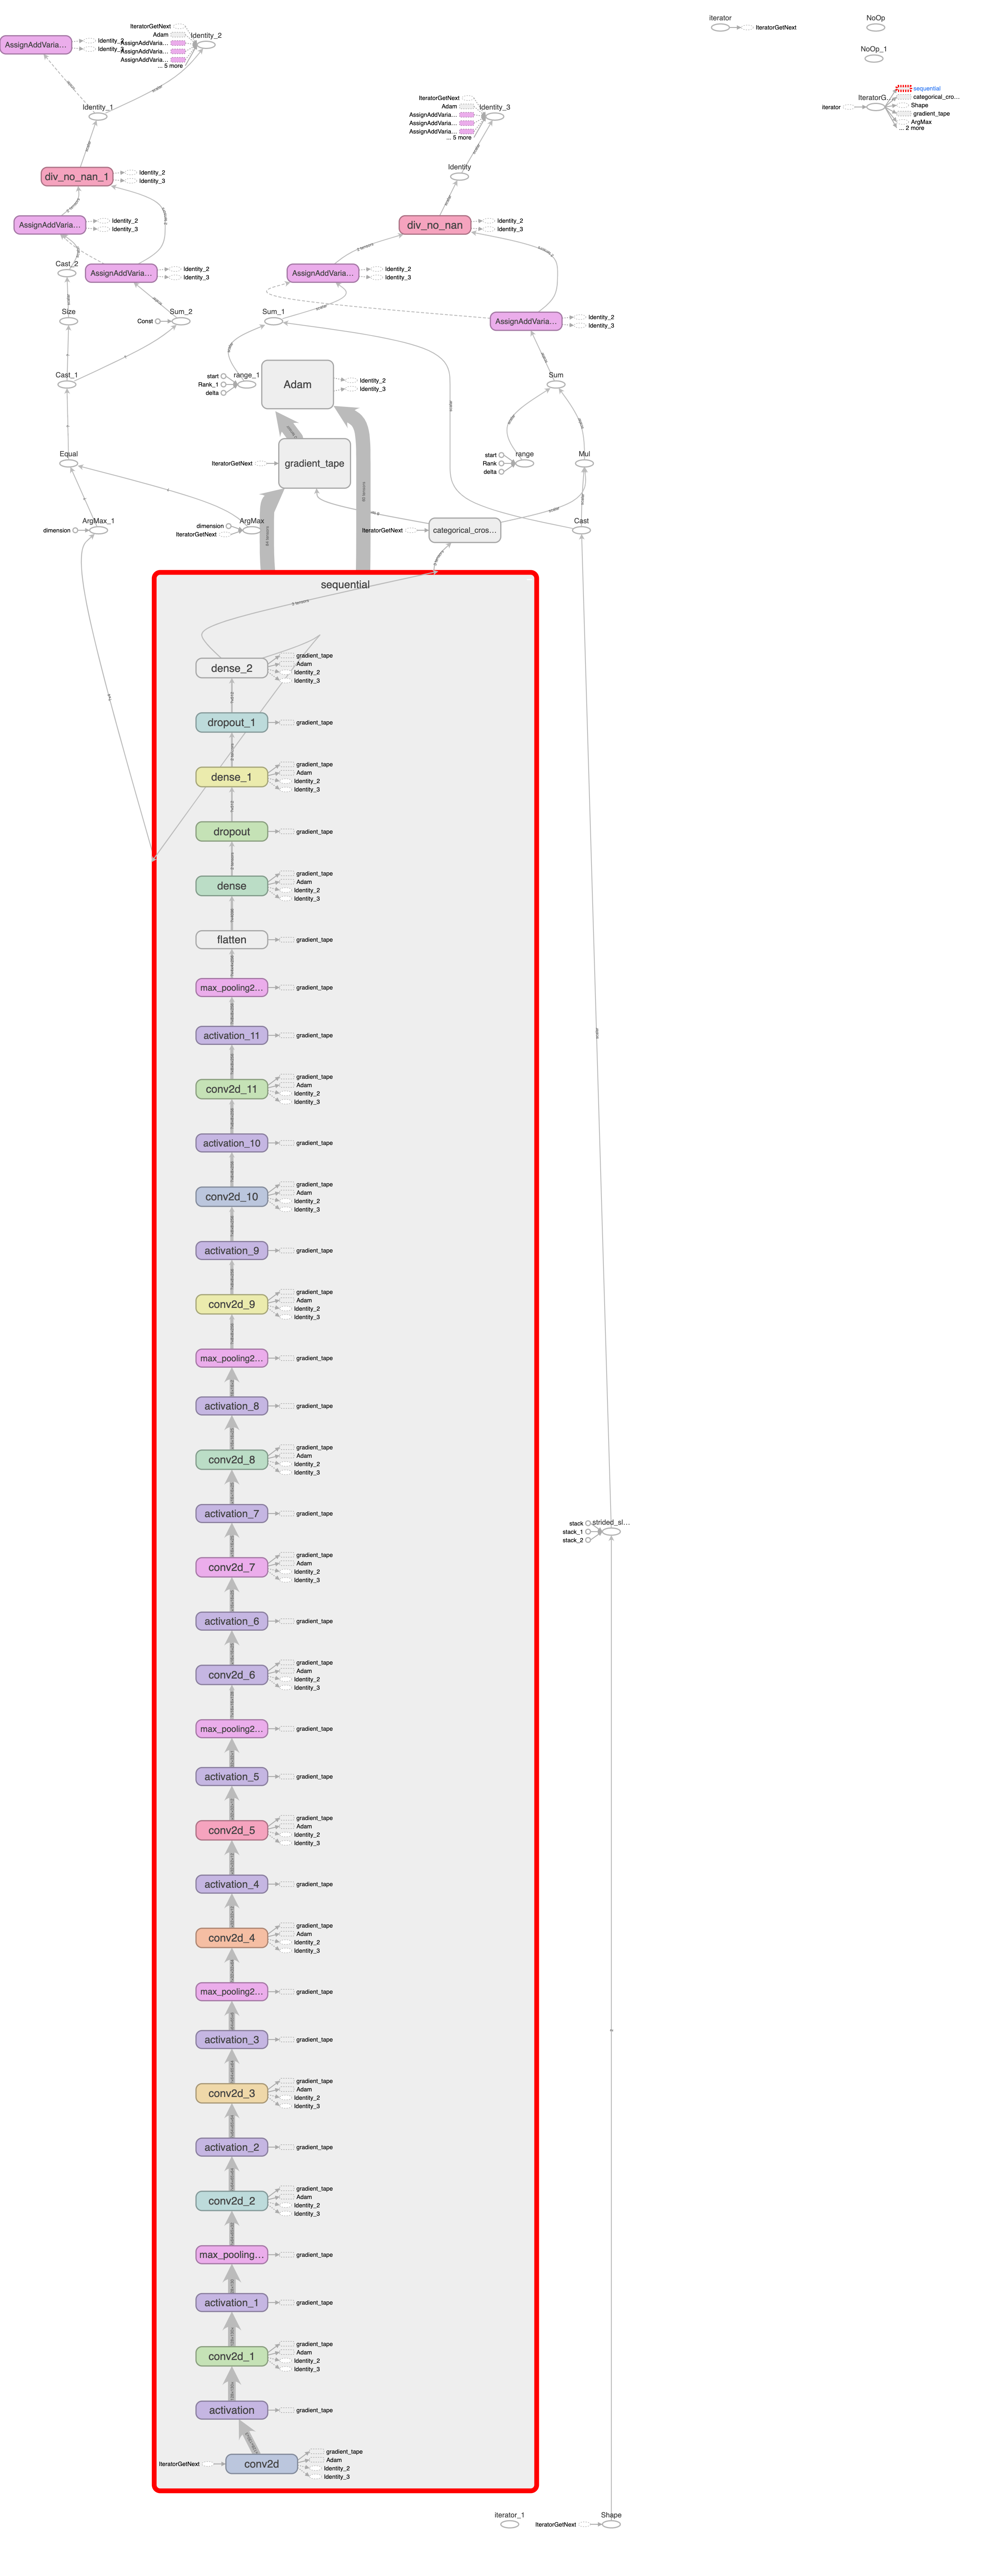 IteratorGetNext
Adam
Identity_2
AssignAddVaria…
Identity_2
AssignAddVaria…
Identity_3
AssignAddVaria…
AssignAddVaria…
... 5 more
iterator
IteratorGetNext
NoOp
NoOp_1
sequential
categorical_cro…
IteratorG…
iterator
Shape
gradient_tape
ArgMax
... 2 more
Identity_1
IteratorGetNext
Adam
Identity_3
AssignAddVaria…
AssignAddVaria…
AssignAddVaria…
... 5 more
Identity
div_no_nan_1
Identity_2
Identity_3
AssignAddVaria…
Identity_2
Identity_3
div_no_nan
Identity_2
Identity_3
Cast_2
AssignAddVaria…
Identity_2
Identity_3
AssignAddVaria…
Identity_2
Identity_3
Size
Const
Sum_2
Sum_1
AssignAddVaria…
Identity_2
Identity_3
Cast_1
start
Rank_1
delta
range_1
Adam
Identity_2
Identity_3
Sum
Equal
IteratorGetNext
gradient_tape
start
Rank
delta
range
Mul
dimension
ArgMax_1
dimension
IteratorGetNext
ArgMax
IteratorGetNext
categorical_cros…
Cast
sequential
dense_2
gradient_tape
Adam
Identity_2
Identity_3
dropout_1
gradient_tape
dense_1
gradient_tape
Adam
Identity_2
Identity_3
dropout
gradient_tape
dense
gradient_tape
Adam
Identity_2
Identity_3
flatten
gradient_tape
max_pooling2…
gradient_tape
activation_11
gradient_tape
conv2d_11
gradient_tape
Adam
Identity_2
Identity_3
activation_10
gradient_tape
conv2d_10
gradient_tape
Adam
Identity_2
Identity_3
activation_9
gradient_tape
conv2d_9
gradient_tape
Adam
Identity_2
Identity_3
max_pooling2…
gradient_tape
activation_8
gradient_tape
conv2d_8
gradient_tape
Adam
Identity_2
Identity_3
activation_7
gradient_tape
stack
stack_1
stack_2
strided_sl…
conv2d_7
gradient_tape
Adam
Identity_2
Identity_3
activation_6
gradient_tape
conv2d_6
gradient_tape
Adam
Identity_2
Identity_3
max_pooling2…
gradient_tape
activation_5
gradient_tape
conv2d_5
gradient_tape
Adam
Identity_2
Identity_3
activation_4
gradient_tape
conv2d_4
gradient_tape
Adam
Identity_2
Identity_3
max_pooling2…
gradient_tape
activation_3
gradient_tape
conv2d_3
gradient_tape
Adam
Identity_2
Identity_3
activation_2
gradient_tape
conv2d_2
gradient_tape
Adam
Identity_2
Identity_3
max_pooling…
gradient_tape
activation_1
gradient_tape
conv2d_1
gradient_tape
Adam
Identity_2
Identity_3
activation
gradient_tape
IteratorGetNext
conv2d
gradient_tape
Adam
Identity_2
Identity_3
iterator_1
IteratorGetNext
Shape